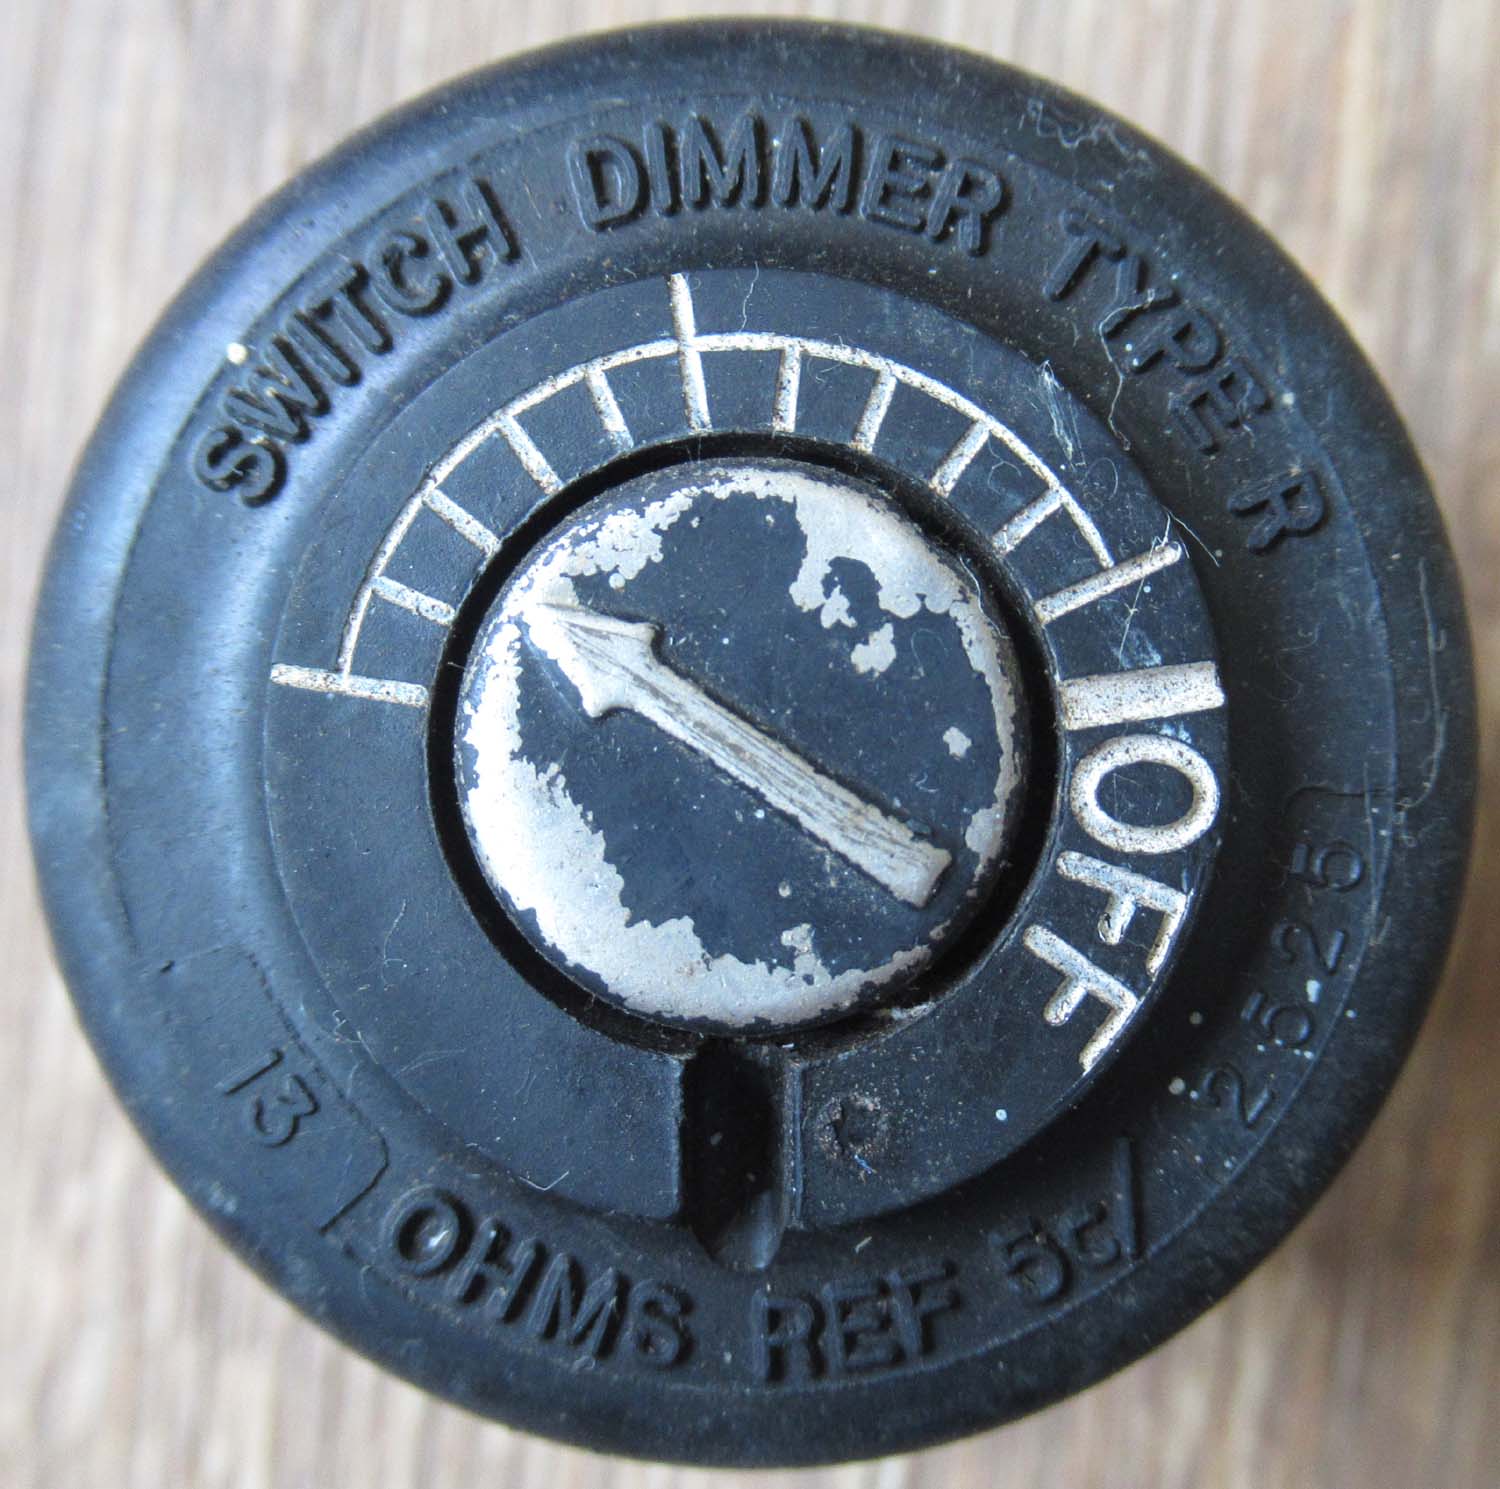 SWITCH DIMMER TYPE R
OFF
13 OHMS REF 5C/2525